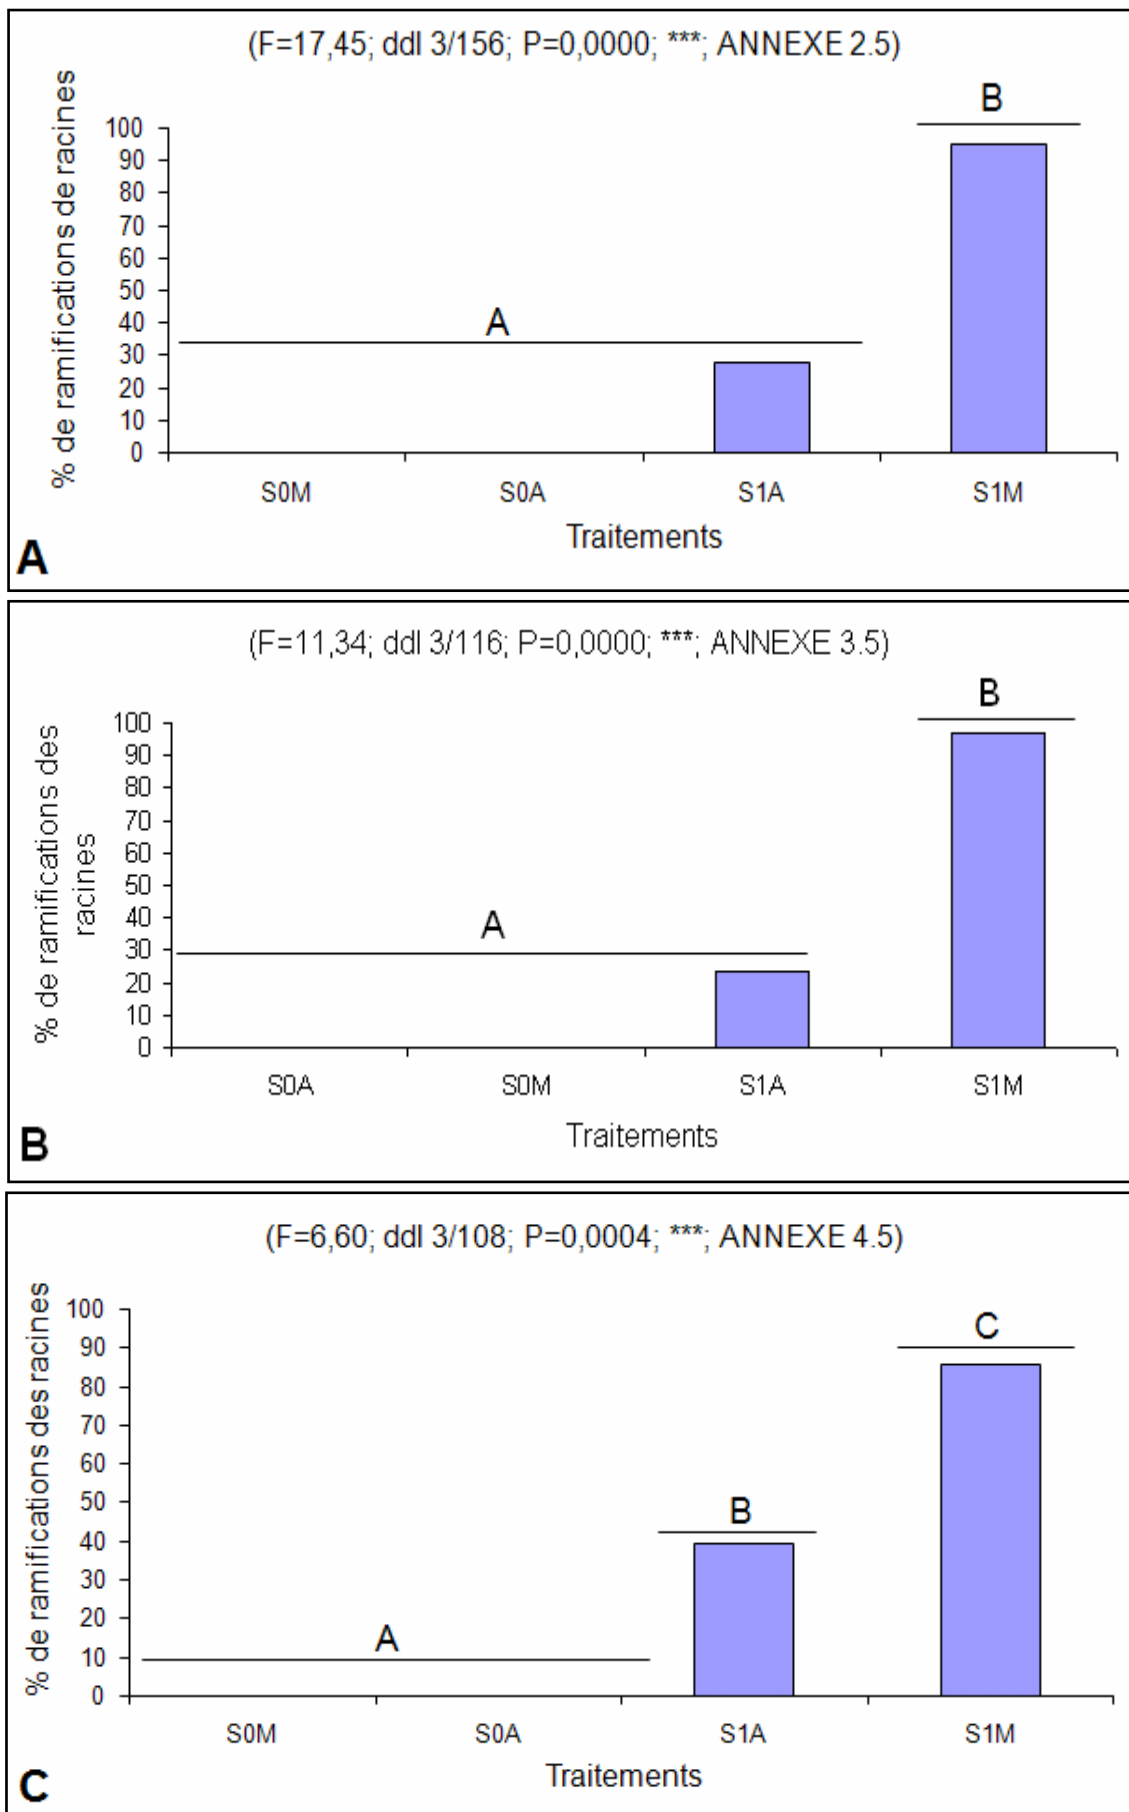 (F=17,45; ddl 3/156; P=0,0000; ***; ANNEXE 2.5)
% de ramifications de racines
B
100
90
80
70
60
50
40
30
20
10
0
A
S0M S0A S1A S1M
Traitements
A
(F=11,34; ddl 3/116; P=0,0000; ***; ANNEXE 3.5)
% de ramifications des
racines
B
100
90
80
70
60
50
40
30
20
10
0
A
S0A S0M S1A S1M
Traitements
B
(F=6,60; ddl 3/108; P=0,0004; ***; ANNEXE 4.5)
% de ramifications des racines
100
90
80
70
60
50
40
30
20
10
0
C
B
A
S0M S0A S1A S1M
Traitements
C